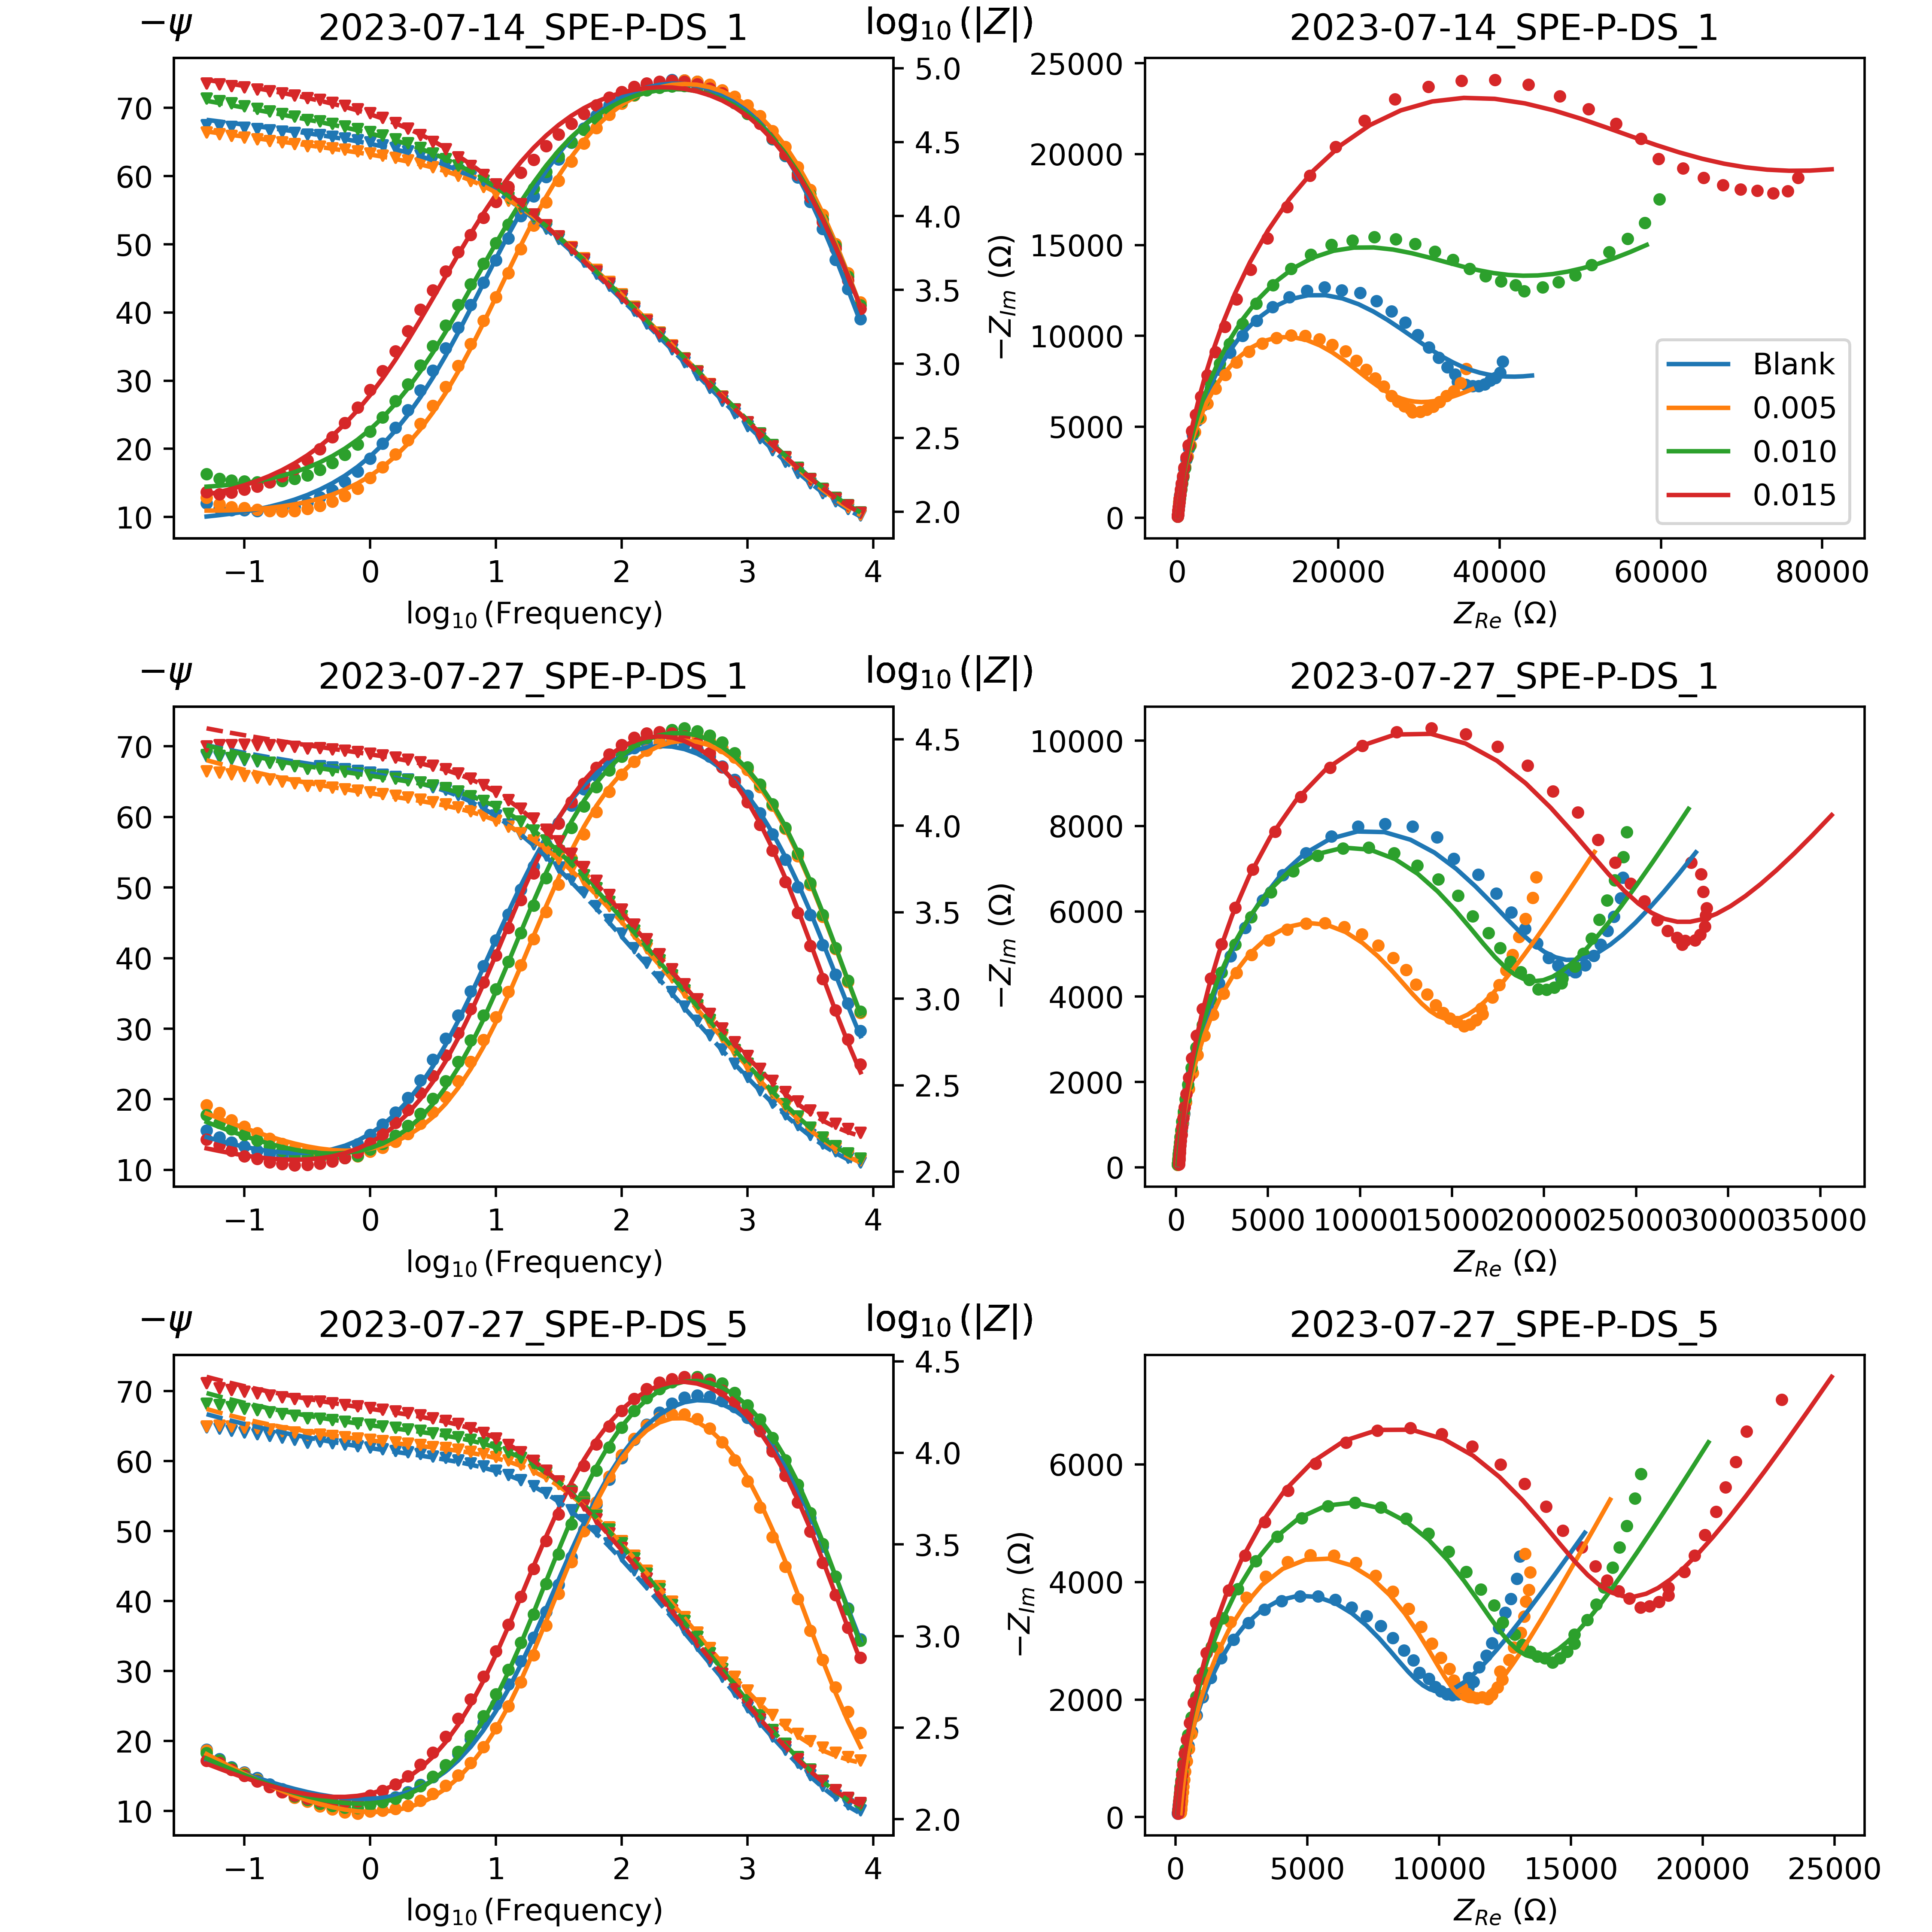 −ψ 2023-07-14_SPE-P-DS_1 log₁₀(|Z|)
70 60 50 40 30 20 10
5.0 4.5 4.0 3.5 3.0 2.5 2.0
−1 0 1 2 3 4
log₁₀(Frequency)
2023-07-14_SPE-P-DS_1
25000 20000 15000 10000 5000 0
−Z_Im (Ω)
Blank
0.005
0.010
0.015
0 20000 40000 60000 80000
Z_Re (Ω)
−ψ 2023-07-27_SPE-P-DS_1 log₁₀(|Z|)
70 60 50 40 30 20 10
4.5 4.0 3.5 3.0 2.5 2.0
−1 0 1 2 3 4
log₁₀(Frequency)
2023-07-27_SPE-P-DS_1
10000 8000 6000 4000 2000 0
−Z_Im (Ω)
0 5000 10000 15000 20000 25000 30000 35000
Z_Re (Ω)
−ψ 2023-07-27_SPE-P-DS_5 log₁₀(|Z|)
70 60 50 40 30 20 10
4.5 4.0 3.5 3.0 2.5 2.0
−1 0 1 2 3 4
log₁₀(Frequency)
2023-07-27_SPE-P-DS_5
6000 4000 2000 0
−Z_Im (Ω)
0 5000 10000 15000 20000 25000
Z_Re (Ω)